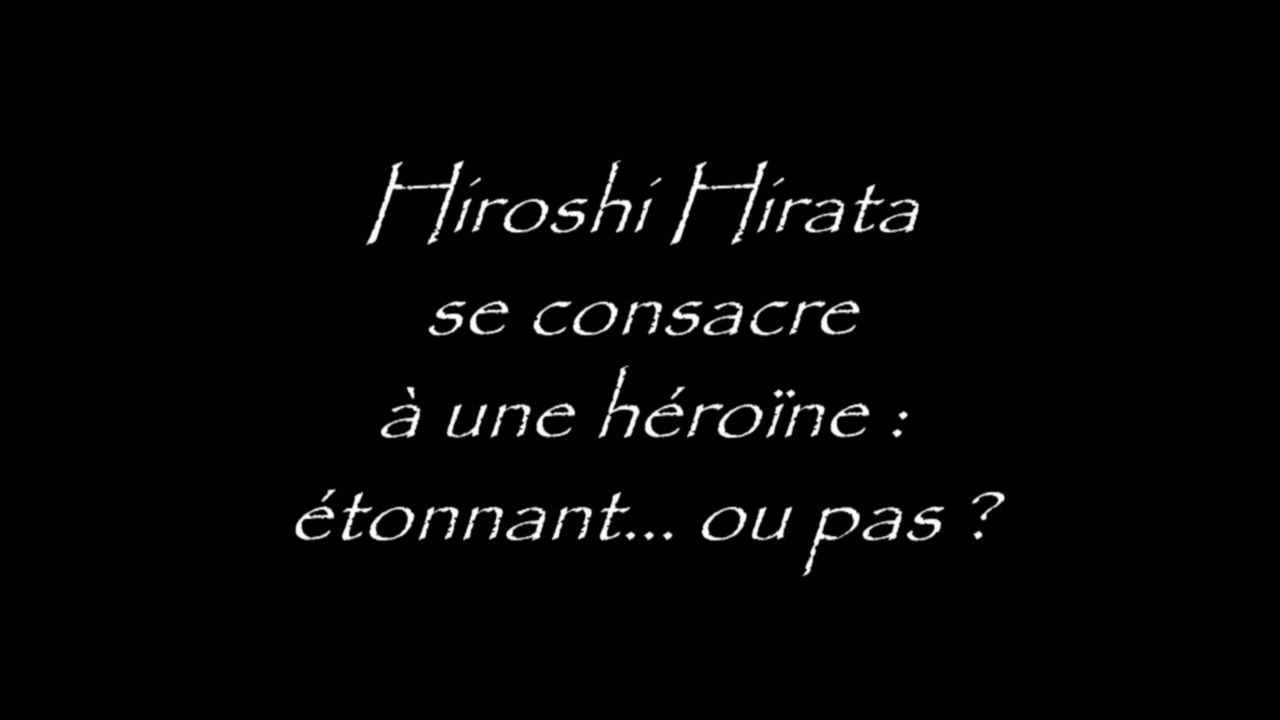 Hiroshi Hirata
se consacre
à une héroïne :
étonnant... ou pas ?